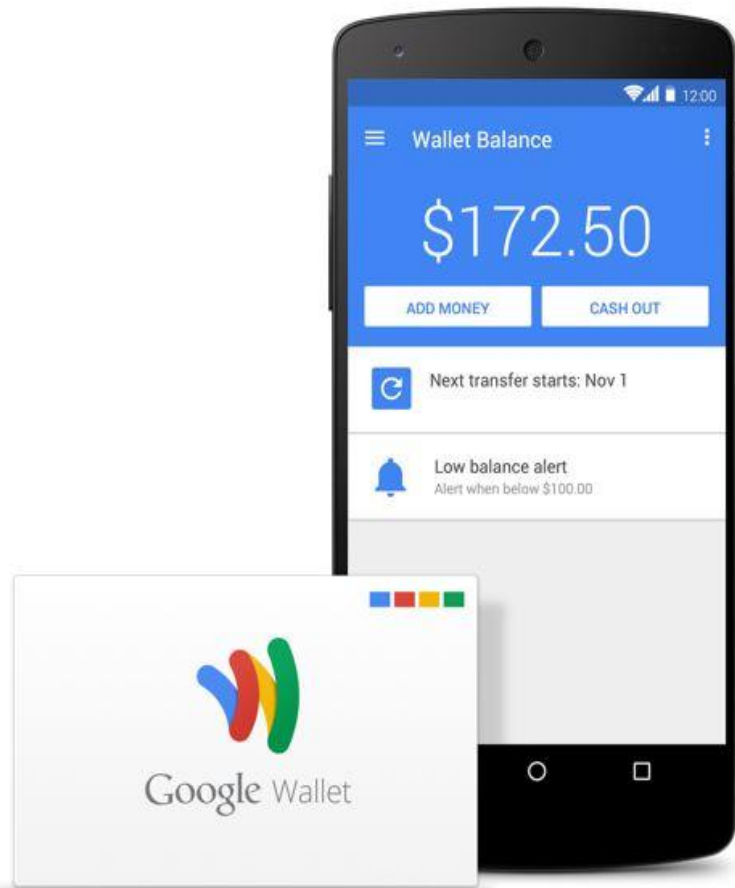 12:00
Wallet Balance
$172.50
ADD MONEY CASH OUT
Next transfer starts: Nov 1
Low balance alert
Alert when below $100.00
Google Wallet